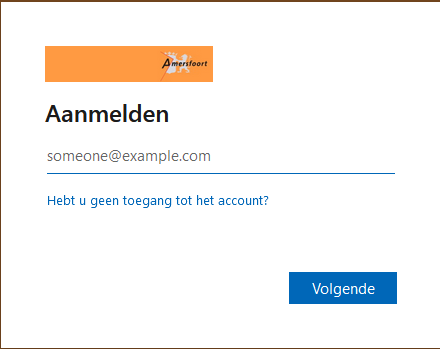 Amersfoort
Aanmelden
someone@example.com
Hebt u geen toegang tot het account?
Volgende